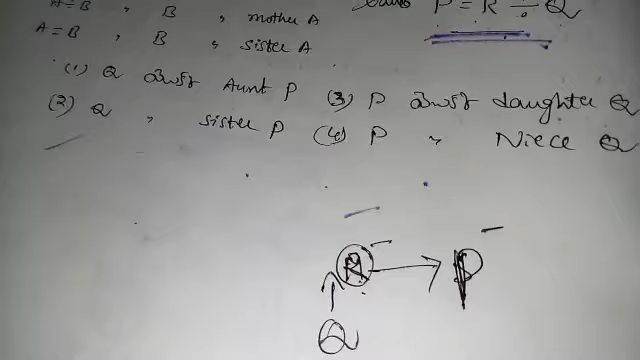 A=B , B , mother A P = R ÷ Q
A=B , B , sister A
(1) Q Aunt P (3) P daughter Q
(2) Q " sister P (4) P " Niece Q
R → P
Q